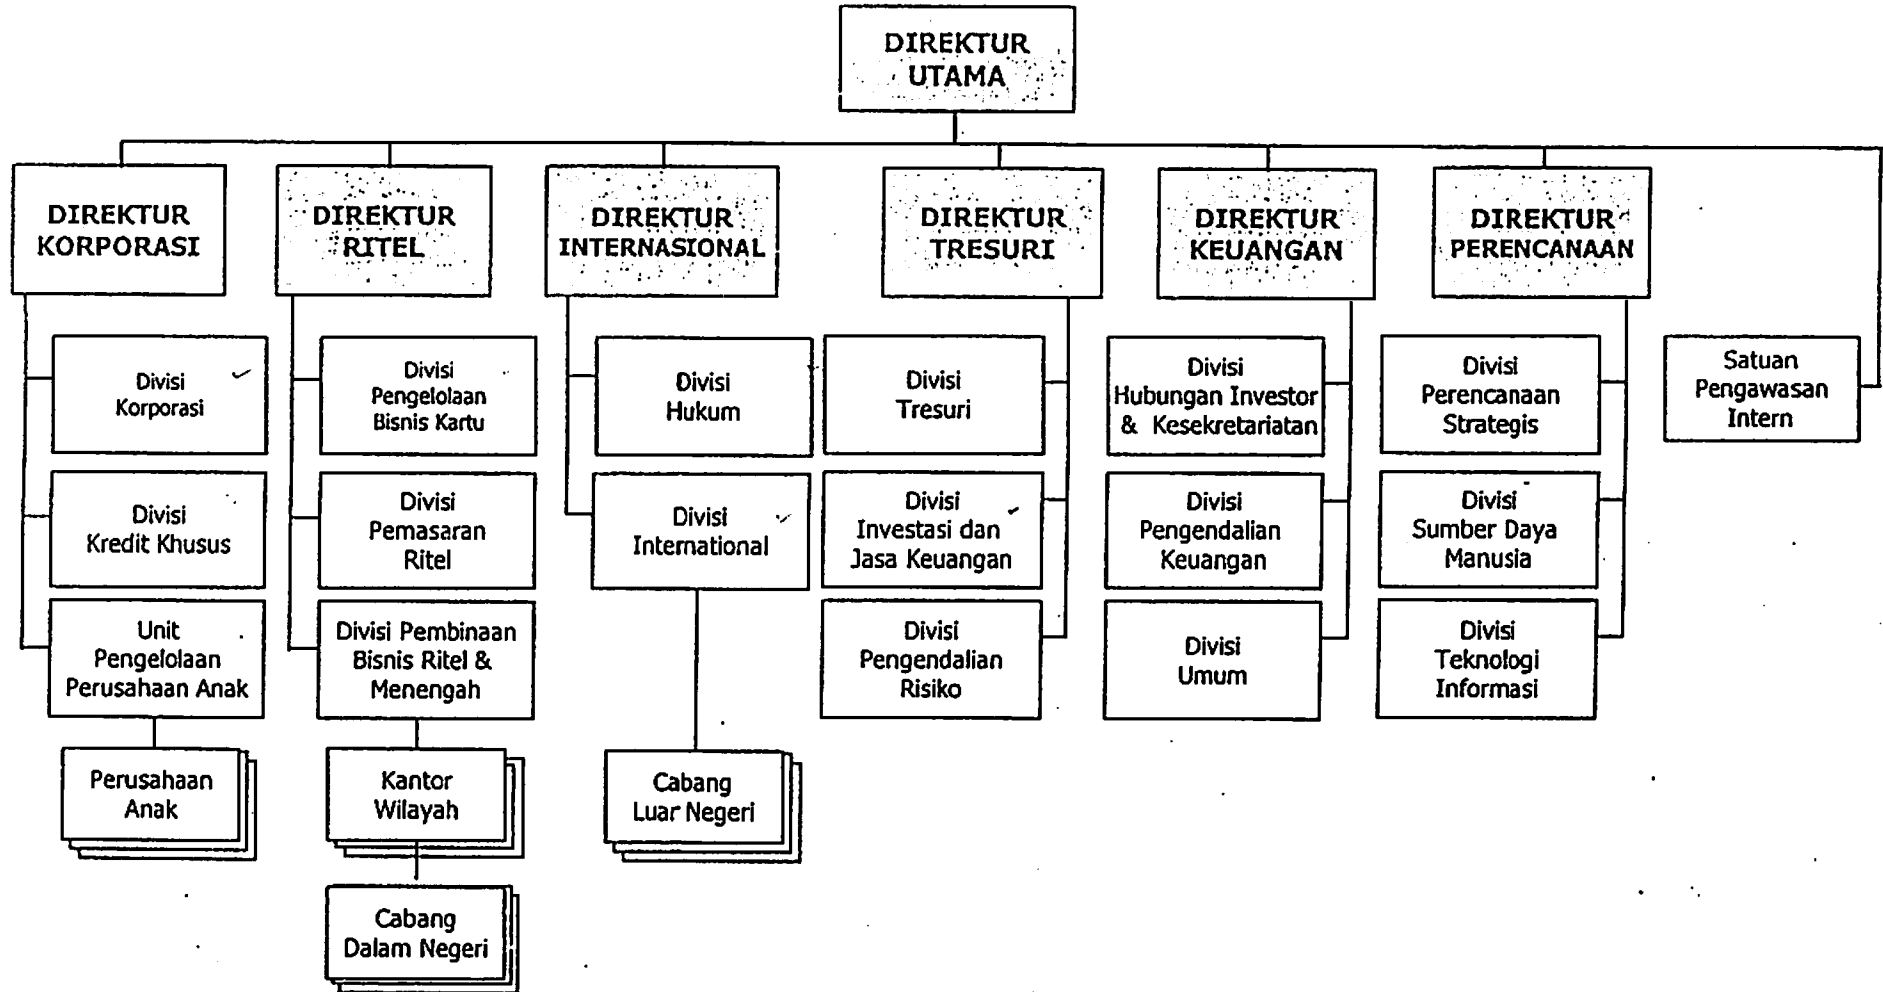 DIREKTUR
UTAMA
DIREKTUR
KORPORASI
DIREKTUR
RITEL
DIREKTUR
INTERNASIONAL
DIREKTUR
TRESURI
DIREKTUR
KEUANGAN
DIREKTUR
PERENCANAAN
Divisi
Korporasi
Divisi
Pengelolaan
Bisnis Kartu
Divisi
Hukum
Divisi
Tresuri
Divisi
Hubungan Investor
& Kesekretariatan
Divisi
Perencanaan
Strategis
Satuan
Pengawasan
Intern
Divisi
Kredit Khusus
Divisi
Pemasaran
Ritel
Divisi
International
Divisi
Investasi dan
Jasa Keuangan
Divisi
Pengendalian
Keuangan
Divisi
Sumber Daya
Manusia
Unit
Pengelolaan
Perusahaan Anak
Divisi Pembinaan
Bisnis Ritel &
Menengah
Divisi
Pengendalian
Risiko
Divisi
Umum
Divisi
Teknologi
Informasi
Perusahaan
Anak
Kantor
Wilayah
Cabang
Luar Negeri
Cabang
Dalam Negeri